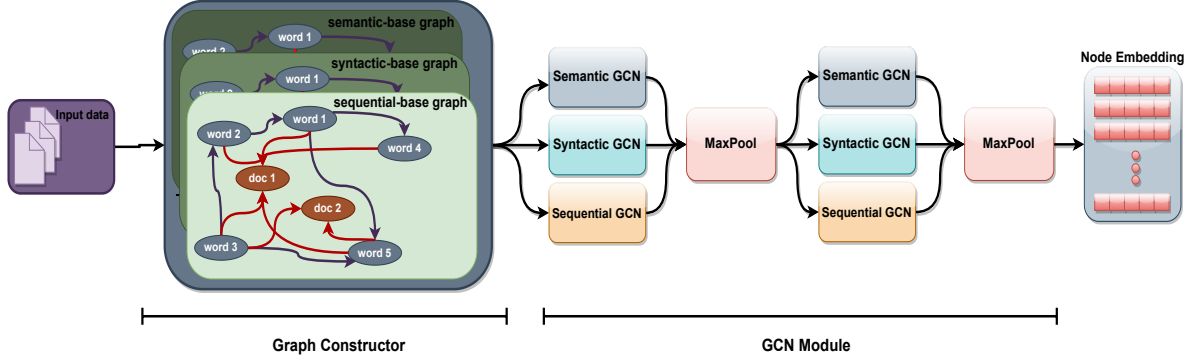 Input data
semantic-base graph
word 1
word 2
syntactic-base graph
word 1
sequential-base graph
word 1
word 2
word 4
doc 1
doc 2
word 3
word 5
Graph Constructor
Semantic GCN
Syntactic GCN
Sequential GCN
MaxPool
Semantic GCN
Syntactic GCN
Sequential GCN
MaxPool
GCN Module
Node Embedding